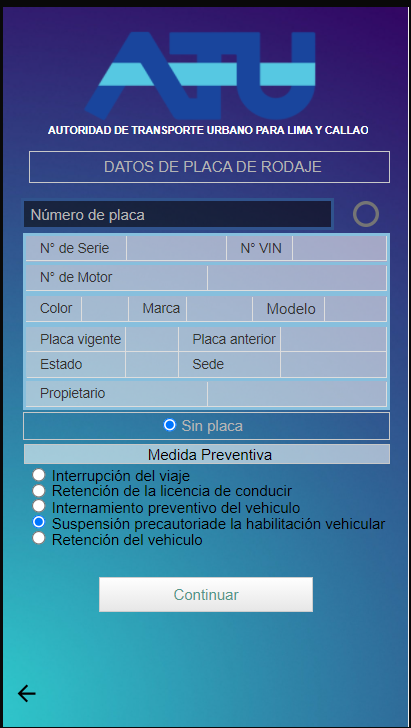 ATU
AUTORIDAD DE TRANSPORTE URBANO PARA LIMA Y CALLAO
DATOS DE PLACA DE RODAJE
Número de placa
N° de Serie N° VIN
N° de Motor
Color Marca Modelo
Placa vigente Placa anterior
Estado Sede
Propietario
Sin placa
Medida Preventiva
Interrupción del viaje
Retención de la licencia de conducir
Internamiento preventivo del vehiculo
Suspensión precautoriade la habilitación vehicular
Retención del vehiculo
Continuar